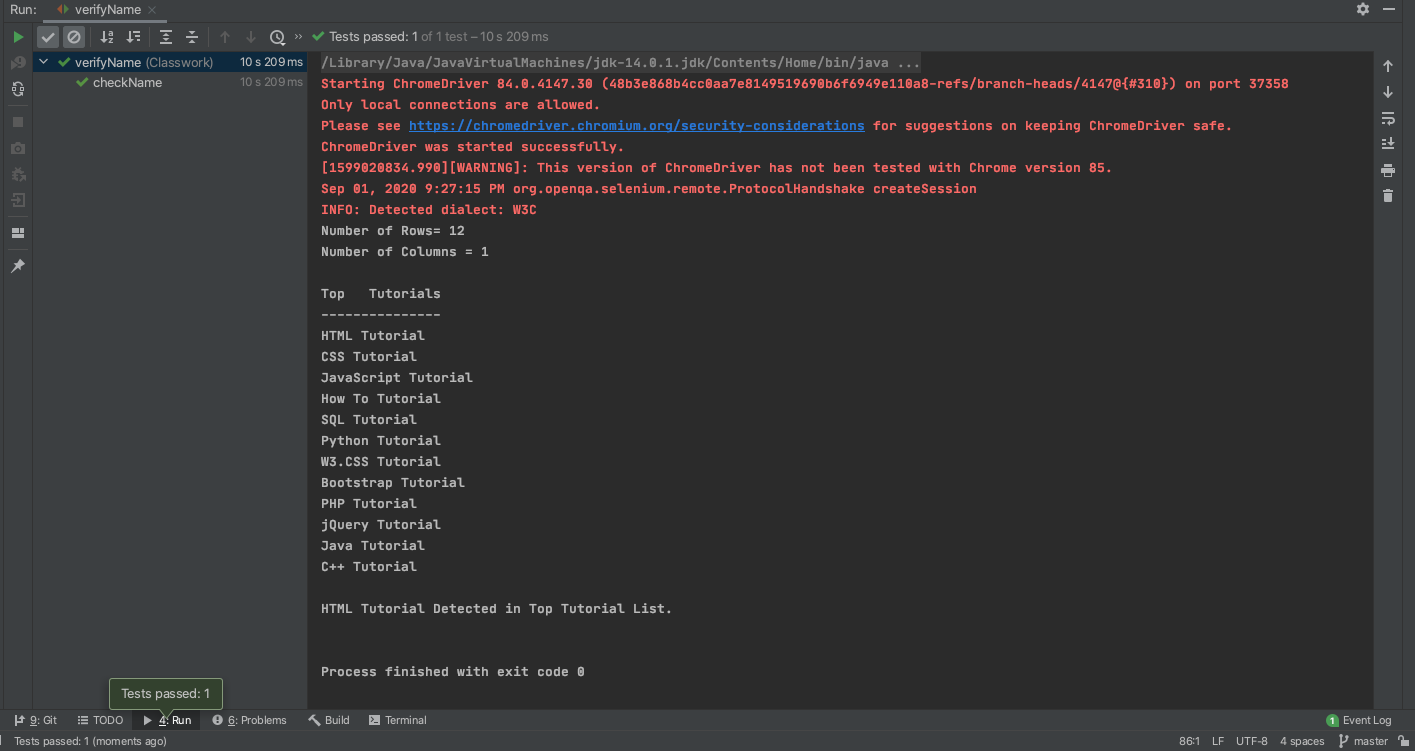 Run: verifyName
Tests passed: 1 of 1 test – 10 s 209 ms
verifyName (Classwork) 10 s 209 ms
checkName 10 s 209 ms
/Library/Java/JavaVirtualMachines/jdk-14.0.1.jdk/Contents/Home/bin/java ...
Starting ChromeDriver 84.0.4147.30 (48b3e868b4cc0aa7e8149519690b6f6949e110a8-refs/branch-heads/4147@{#310}) on port 37358
Only local connections are allowed.
Please see https://chromedriver.chromium.org/security-considerations for suggestions on keeping ChromeDriver safe.
ChromeDriver was started successfully.
[1599020834.990][WARNING]: This version of ChromeDriver has not been tested with Chrome version 85.
Sep 01, 2020 9:27:15 PM org.openqa.selenium.remote.ProtocolHandshake createSession
INFO: Detected dialect: W3C
Number of Rows= 12
Number of Columns = 1
Top   Tutorials
---------------
HTML Tutorial
CSS Tutorial
JavaScript Tutorial
How To Tutorial
SQL Tutorial
Python Tutorial
W3.CSS Tutorial
Bootstrap Tutorial
PHP Tutorial
jQuery Tutorial
Java Tutorial
C++ Tutorial
HTML Tutorial Detected in Top Tutorial List.
Process finished with exit code 0
Tests passed: 1
9: Git TODO 4: Run 6: Problems Build Terminal 1 Event Log
Tests passed: 1 (moments ago) 86:1 LF UTF-8 4 spaces master